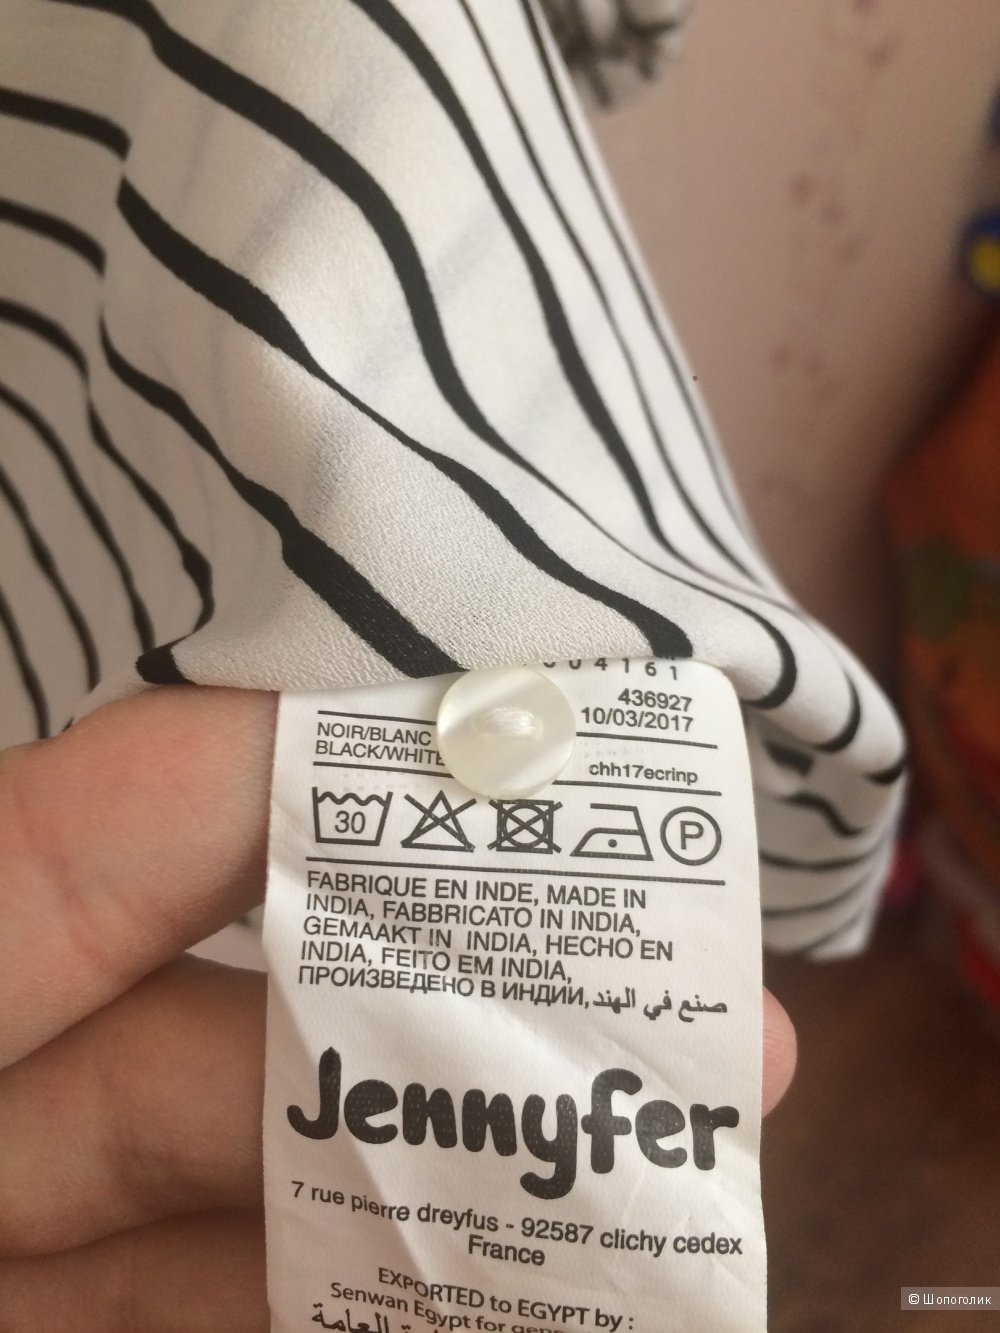 004161
436927
10/03/2017
NOIR/BLANC
BLACK/WHITE
chh17ecrinp
30
P
FABRIQUE EN INDE, MADE IN
INDIA, FABBRICATO IN INDIA,
GEMAAKT IN INDIA, HECHO EN
INDIA, FEITO EM INDIA,
ПРОИЗВЕДЕНО В ИНДИИ, صنع في الهند
Jennyfer
7 rue pierre dreyfus - 92587 clichy cedex
France
EXPORTED to EGYPT by :
Senwan Egypt for
العامة
© Шопоголик